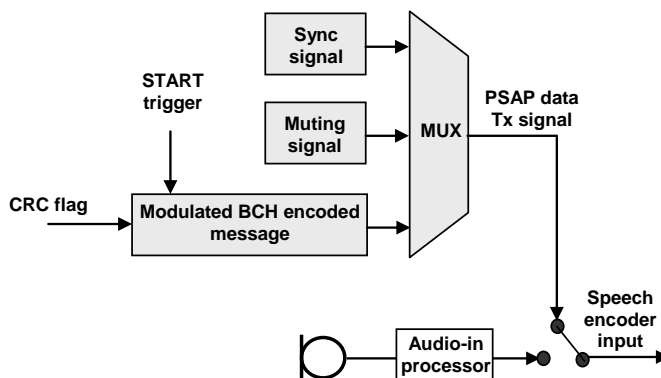 Sync
signal
START
trigger
Muting
signal
MUX
PSAP data
Tx signal
CRC flag
Modulated BCH encoded
message
Speech
encoder
input
Audio-in
processor